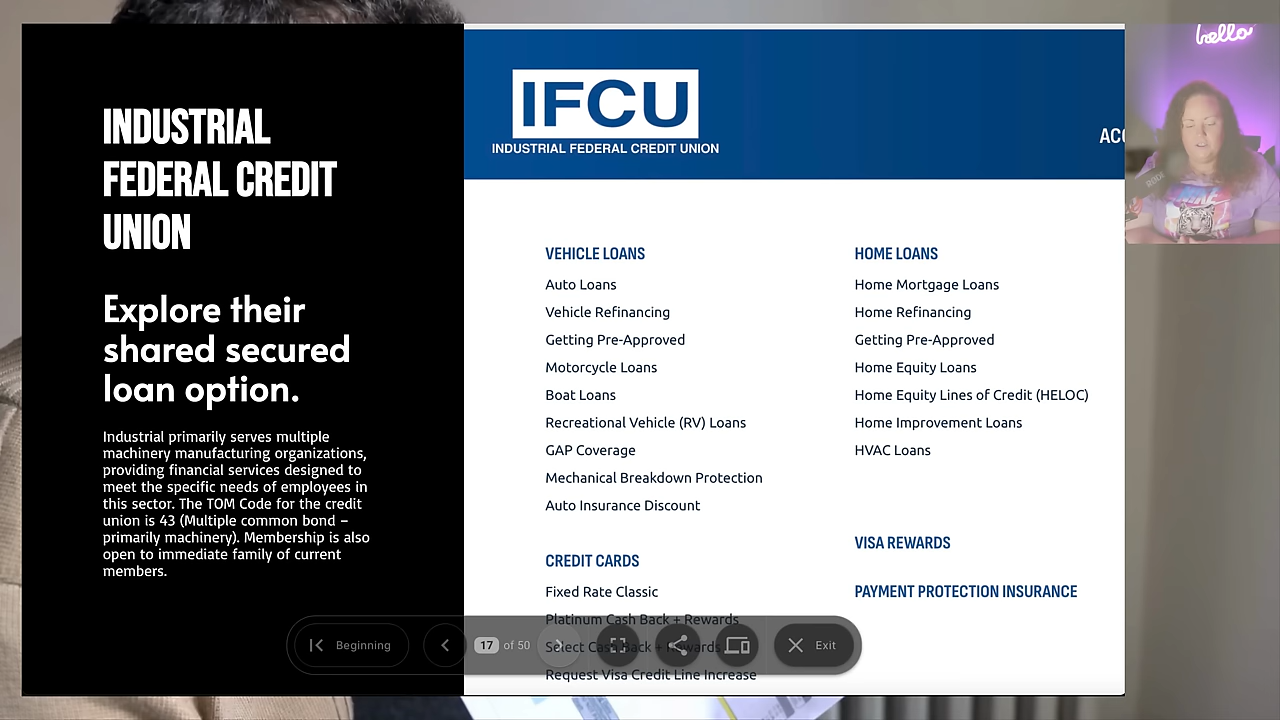 INDUSTRIAL
FEDERAL CREDIT
UNION
Explore their
shared secured
loan option.
Industrial primarily serves multiple
machinery manufacturing organizations,
providing financial services designed to
meet the specific needs of employees in
this sector. The TOM Code for the credit
union is 43 (Multiple common bond –
primarily machinery). Membership is also
open to immediate family of current
members.
IFCU
INDUSTRIAL FEDERAL CREDIT UNION
VEHICLE LOANS
Auto Loans
Vehicle Refinancing
Getting Pre-Approved
Motorcycle Loans
Boat Loans
Recreational Vehicle (RV) Loans
GAP Coverage
Mechanical Breakdown Protection
Auto Insurance Discount
CREDIT CARDS
Fixed Rate Classic
Platinum Cash Back + Rewards
Select Cash Back + Rewards
Request Visa Credit Line Increase
HOME LOANS
Home Mortgage Loans
Home Refinancing
Getting Pre-Approved
Home Equity Loans
Home Equity Lines of Credit (HELOC)
Home Improvement Loans
HVAC Loans
VISA REWARDS
PAYMENT PROTECTION INSURANCE
Beginning
17 of 50
Exit
hello
RODE